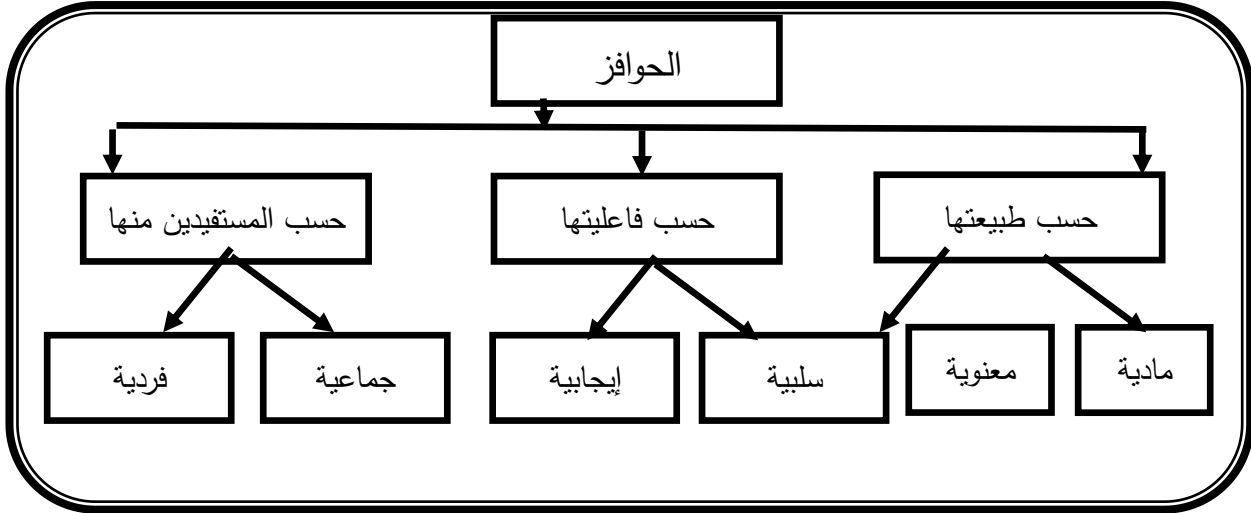 الحوافز
حسب طبيعتها
حسب فاعليتها
حسب المستفيدين منها
مادية
معنوية
سلبية
إيجابية
جماعية
فردية